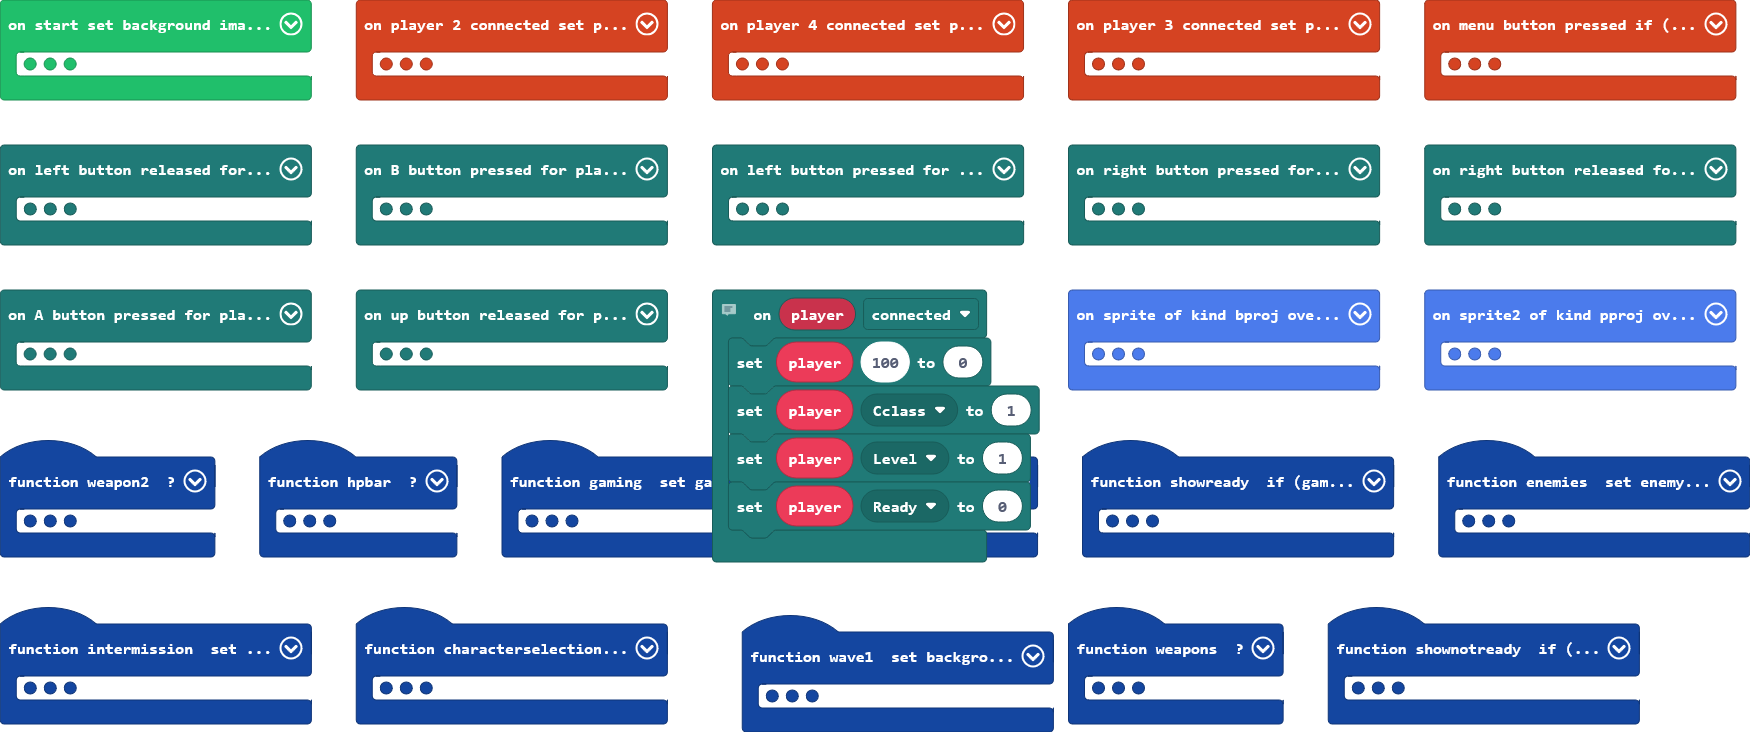 on start set background ima...
on player 2 connected set p...
on player 4 connected set p...
on player 3 connected set p...
on menu button pressed if (...
on left button released for...
on B button pressed for pla...
on left button pressed for ...
on right button pressed for...
on right button released fo...
on A button pressed for pla...
on up button released for p...
on player connected
set player 100 to 0
set player Cclass to 1
set player Level to 1
set player Ready to 0
on sprite of kind bproj ove...
on sprite2 of kind pproj ov...
function weapon2 ?
function hpbar ?
function gaming set ga
function showready if (gam...
function enemies set enemy...
function intermission set ...
function characterselection...
function wave1 set backgro...
function weapons ?
function shownotready if (...